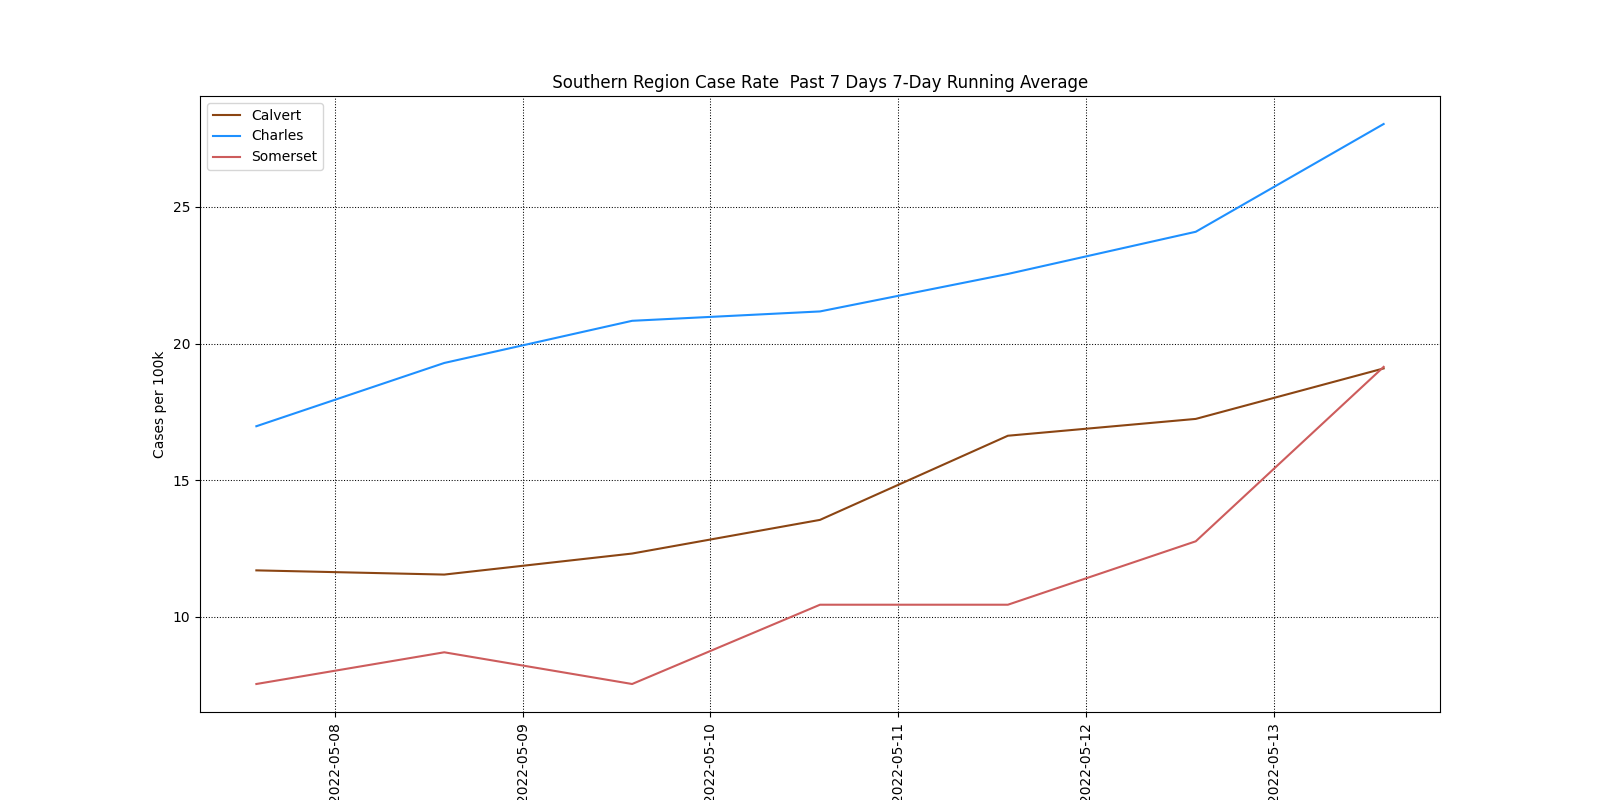 Southern Region Case Rate  Past 7 Days 7-Day Running Average
Calvert
Charles
Somerset
25
20
15
10
Cases per 100k
2022-05-08
2022-05-09
2022-05-10
2022-05-11
2022-05-12
2022-05-13